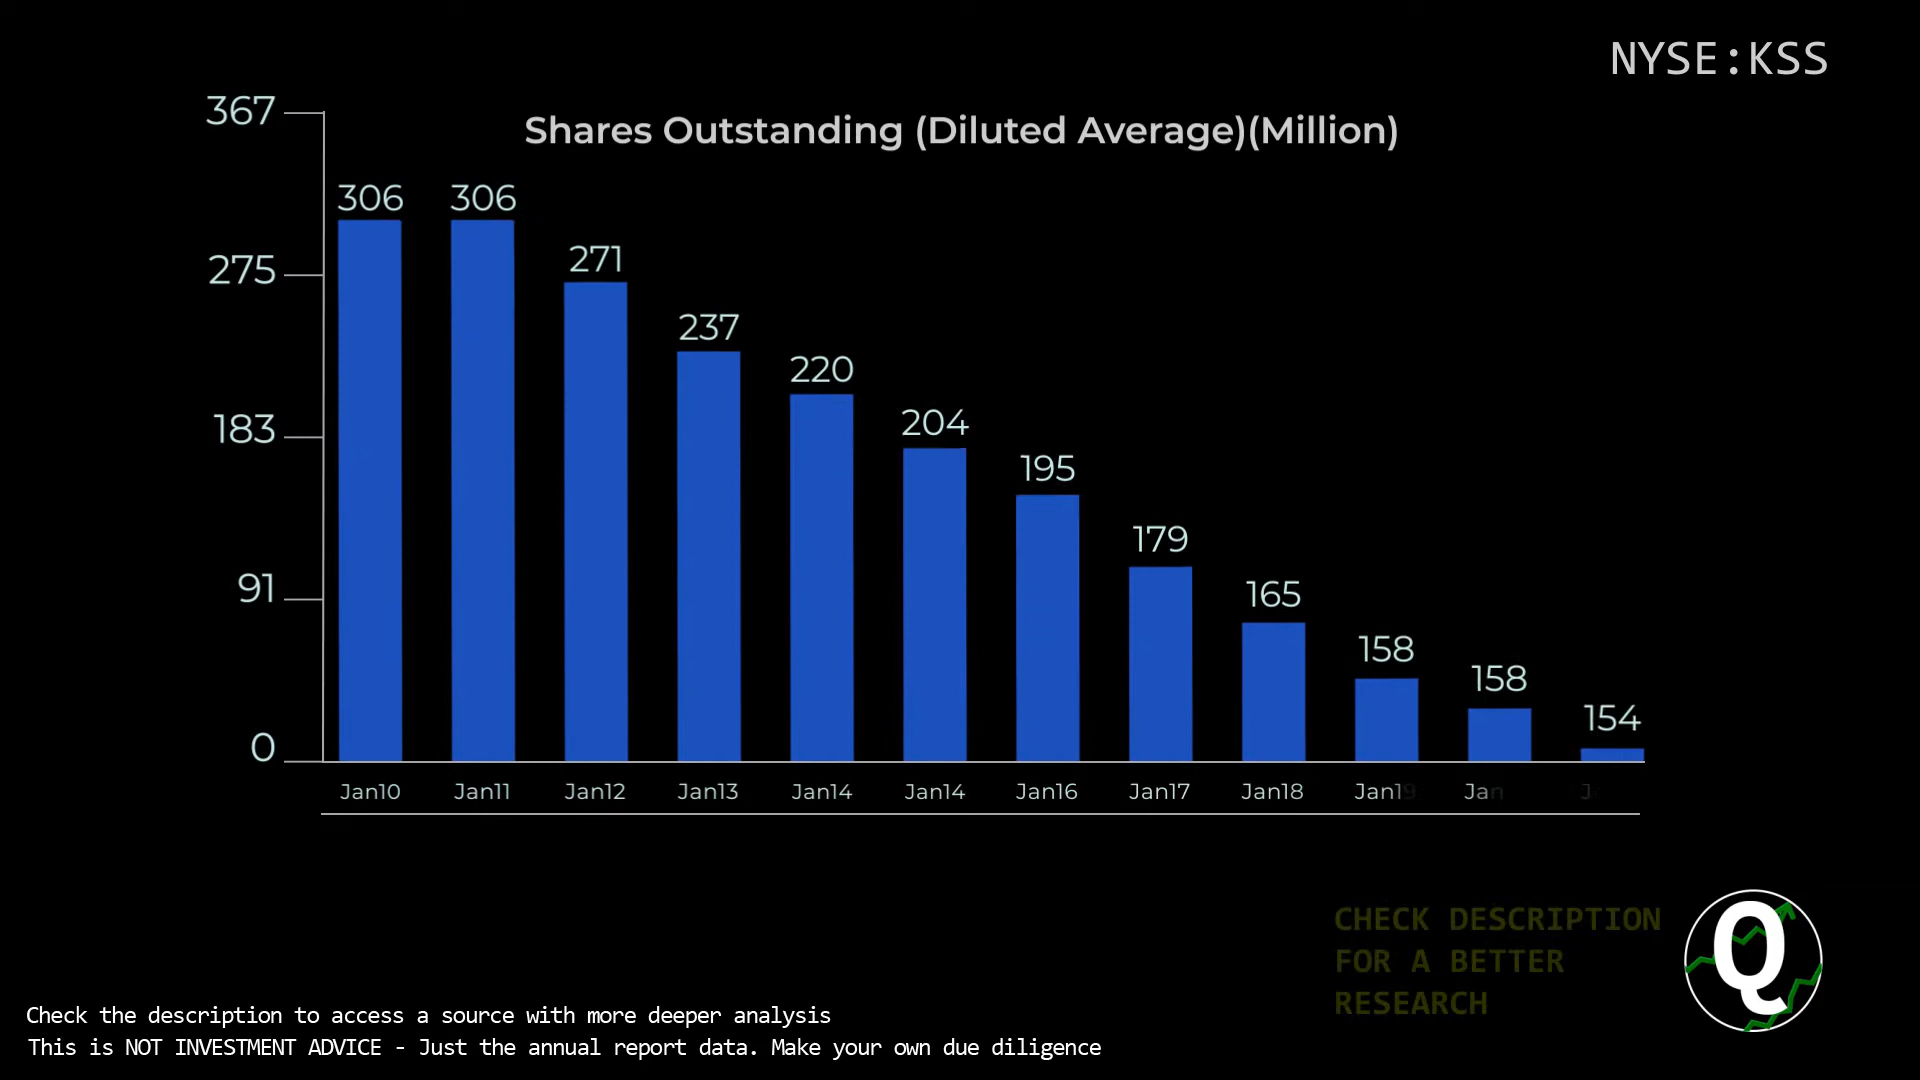 NYSE:KSS
Shares Outstanding (Diluted Average)(Million)
367
275
183
91
0
306
306
271
237
220
204
195
179
165
158
158
154
Jan10
Jan11
Jan12
Jan13
Jan14
Jan14
Jan16
Jan17
Jan18
Jan19
Jan
J
CHECK DESCRIPTION
FOR A BETTER
RESEARCH
Q
Check the description to access a source with more deeper analysis
This is NOT INVESTMENT ADVICE - Just the annual report data. Make your own due diligence